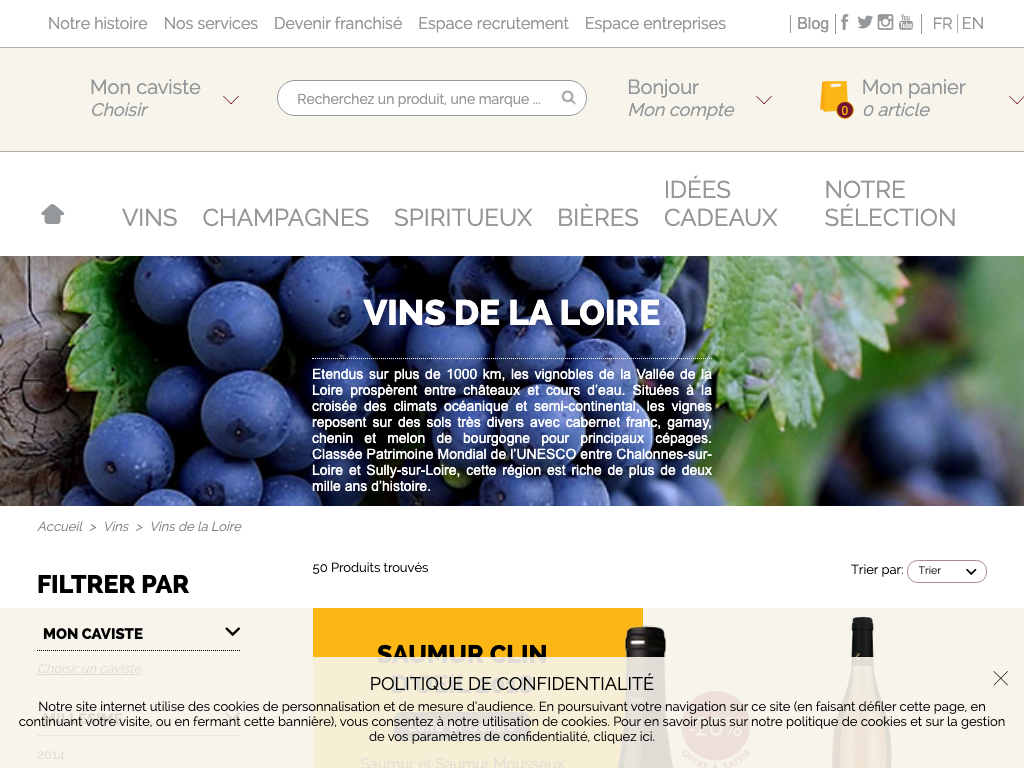 Notre histoire Nos services Devenir franchisé Espace recrutement Espace entreprises Blog FR EN
Mon caviste
Choisir
Recherchez un produit, une marque ...
Bonjour
Mon compte
0
Mon panier
0 article
VINS CHAMPAGNES SPIRITUEUX BIÈRES IDÉES CADEAUX NOTRE SÉLECTION
VINS DE LA LOIRE
Etendus sur plus de 1000 km, les vignobles de la Vallée de la
Loire prospèrent entre châteaux et cours d'eau. Situées à la
croisée des climats océanique et semi-continental, les vignes
reposent sur des sols très divers avec cabernet franc, gamay,
chenin et melon de bourgogne pour principaux cépages.
Classée Patrimoine Mondial de l'UNESCO entre Chalonnes-sur-
Loire et Sully-sur-Loire, cette région est riche de plus de deux
mille ans d'histoire.
Accueil > Vins > Vins de la Loire
FILTRER PAR
50 Produits trouvés
Trier par: Trier
MON CAVISTE
Choisir un caviste
MILLÉSIME
2014
SAUMUR CLIN
Saumur et Saumur Mousseux
-20%
OFFRE À SAISIR
POLITIQUE DE CONFIDENTIALITÉ
Notre site internet utilise des cookies de personnalisation et de mesure d'audience. En poursuivant votre navigation sur ce site (en faisant défiler cette page, en
continuant votre visite, ou en fermant cette bannière), vous consentez à notre utilisation de cookies. Pour en savoir plus sur notre politique de cookies et sur la gestion
de vos paramètres de confidentialité, cliquez ici.